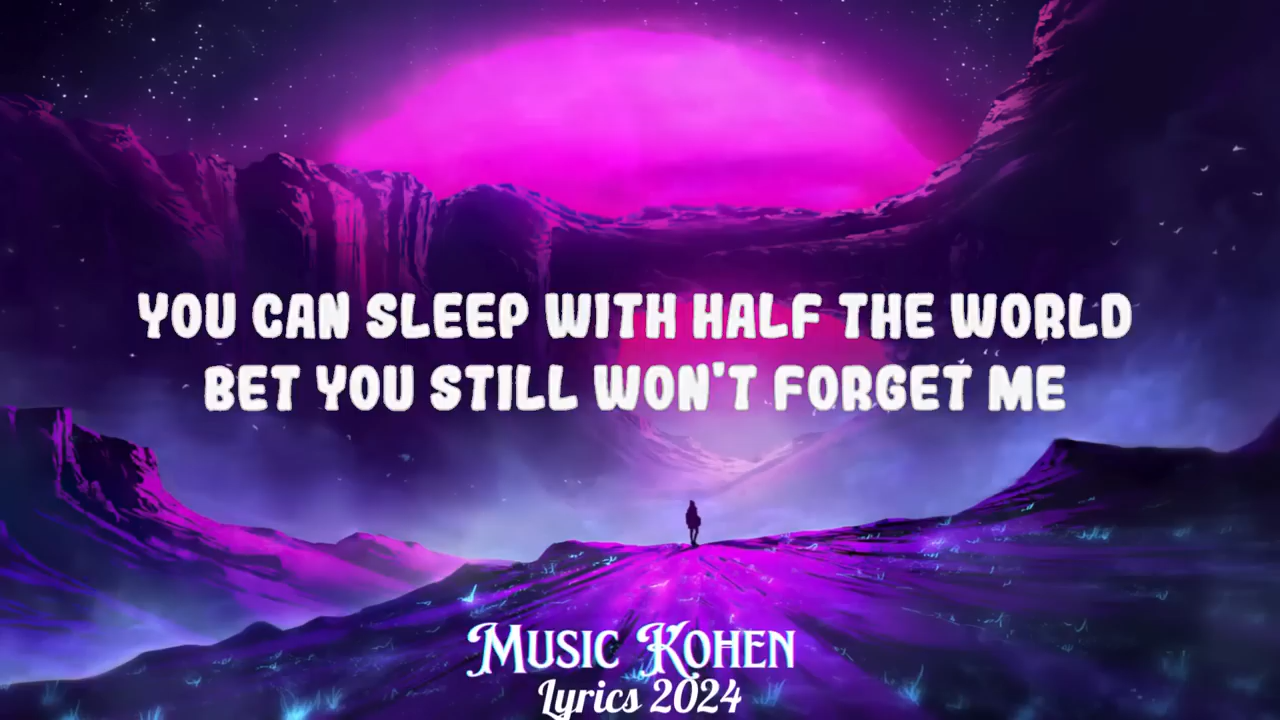 YOU CAN SLEEP WITH HALF THE WORLD
BET YOU STILL WON'T FORGET ME
MUSIC KOHEN
Lyrics 2024